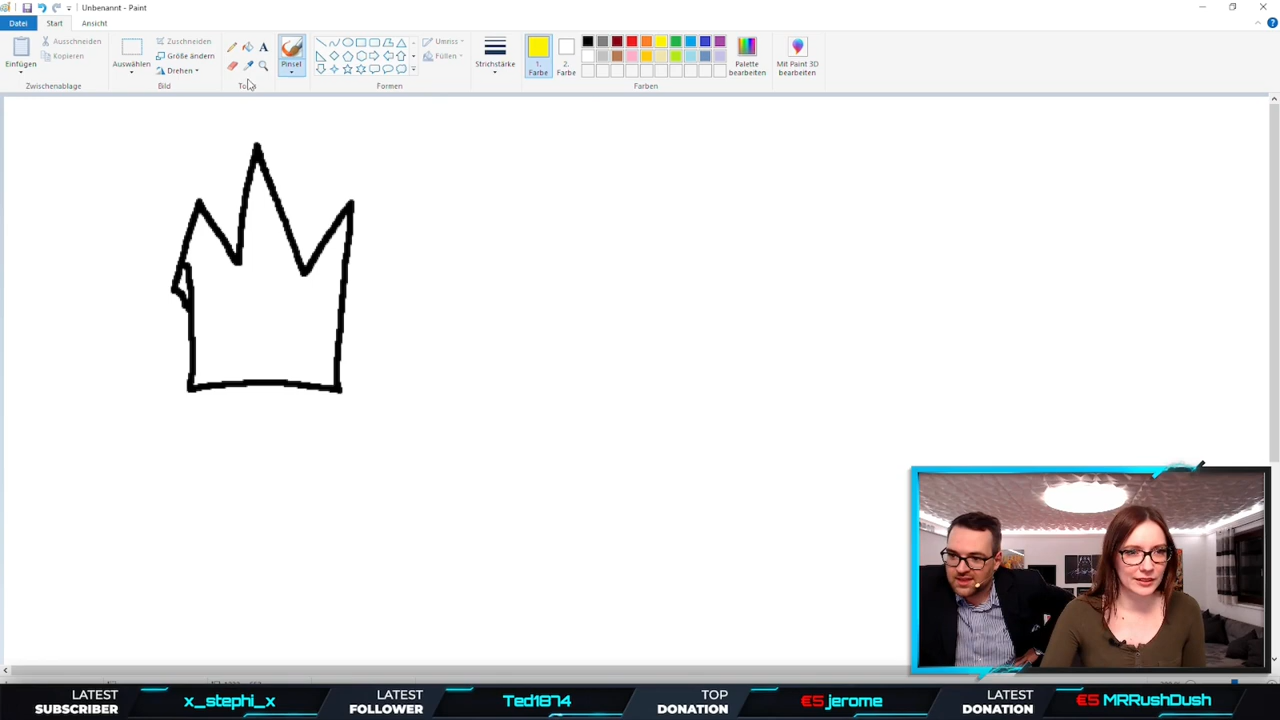 Unbenannt - Paint
Datei Start Ansicht
Einfügen
Ausschneiden
Kopieren
Zwischenablage
Auswählen
Zuschneiden
Größe ändern
Drehen
Bild
A
Pinsel
Formen
Umriss
Füllen
Strichstärke
1. Farbe
2. Farbe
Palette bearbeiten
Mit Paint 3D bearbeiten
Farben
LATEST SUBSCRIBER
x_stephi_x
LATEST FOLLOWER
Ted1874
TOP DONATION
€5 jerome
LATEST DONATION
€5 MRRushDush